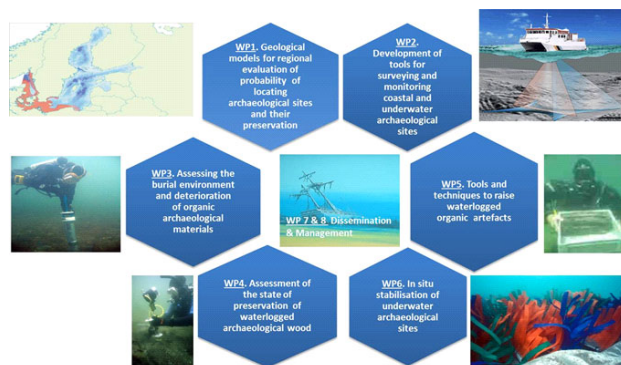 WP1. Geological
models for regional
evaluation of
probability of
locating
archaeological sites
and their
preservation
WP2.
Development of
tools for
surveying and
monitoring
coastal and
underwater
archaeological
sites
WP3. Assessing the
burial environment
and deterioration
of organic
archaeological
materials
WP 7 & 8 Dissemination
& Management
WP5. Tools and
techniques to raise
waterlogged
organic artefacts
WP4. Assessment of
the state of
preservation of
waterlogged
archaeological wood
WP6. In situ
stabilisation of
underwater
archaeological
sites